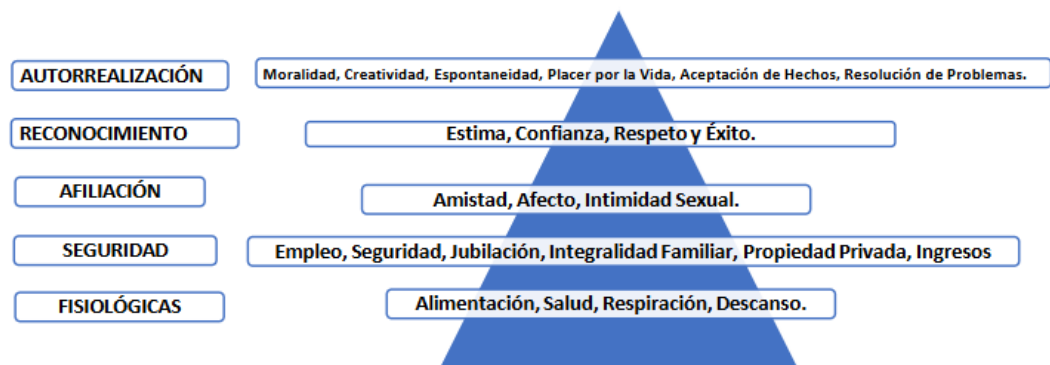 AUTORREALIZACIÓN
Moralidad, Creatividad, Espontaneidad, Placer por la Vida, Aceptación de Hechos, Resolución de Problemas.
RECONOCIMIENTO
Estima, Confianza, Respeto y Éxito.
AFILIACIÓN
Amistad, Afecto, Intimidad Sexual.
SEGURIDAD
Empleo, Seguridad, Jubilación, Integralidad Familiar, Propiedad Privada, Ingresos
FISIOLÓGICAS
Alimentación, Salud, Respiración, Descanso.